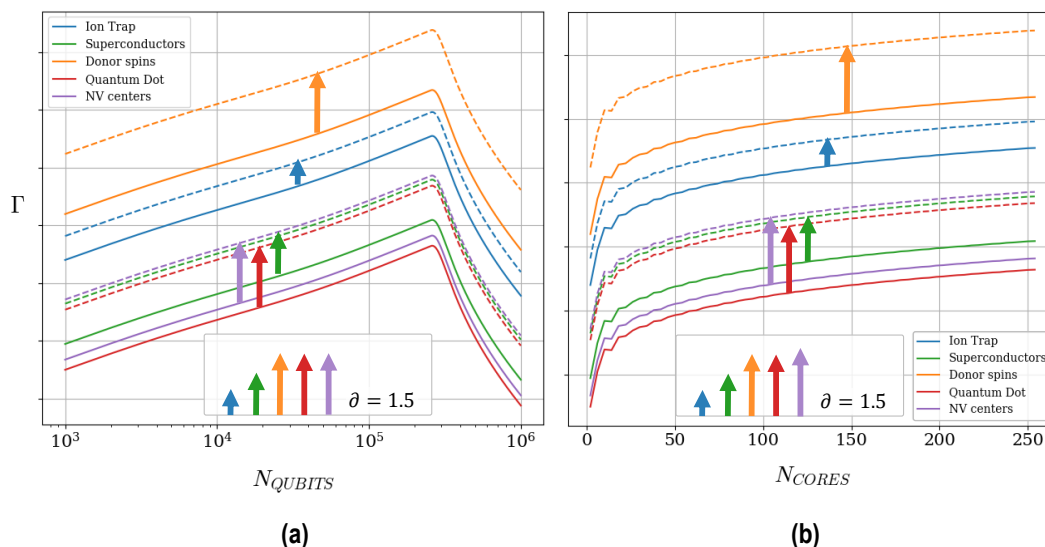 Ion Trap
Superconductors
Donor spins
Quantum Dot
NV centers
Γ
∂ = 1.5
10³ 10⁴ 10⁵ 10⁶
N_QUBITS
(a)
Ion Trap
Superconductors
Donor spins
Quantum Dot
NV centers
∂ = 1.5
0 50 100 150 200 250
N_CORES
(b)